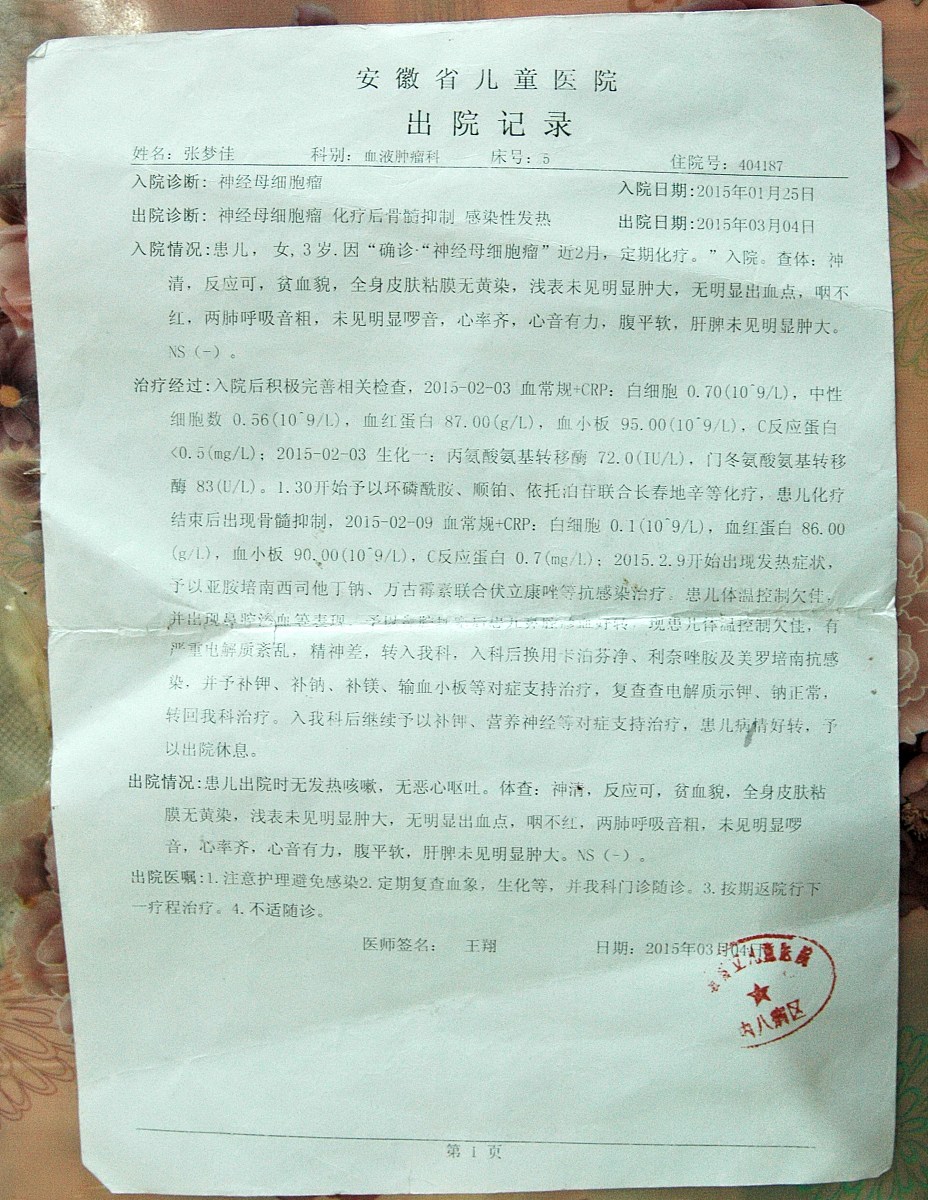 安徽省儿童医院
出院记录
姓名：张梦佳 科别：血液肿瘤科 床号：5 住院号：404187
入院诊断：神经母细胞瘤 入院日期：2015年01月25日
出院诊断：神经母细胞瘤 化疗后骨髓抑制 感染性发热 出院日期：2015年03月04日
入院情况：患儿，女，3岁.因“确诊“神经母细胞瘤”近2月，定期化疗。”入院。查体：神
清，反应可，贫血貌，全身皮肤粘膜无黄染，浅表未见明显肿大，无明显出血点，咽不
红，两肺呼吸音粗，未见明显啰音，心率齐，心音有力，腹平软，肝脾未见明显肿大。
NS（-）。
治疗经过：入院后积极完善相关检查，2015-02-03 血常规+CRP：白细胞 0.70(10^9/L)，中性
细胞数 0.56(10^9/L)，血红蛋白 87.00(g/L)，血小板 95.00(10^9/L)，C反应蛋白
<0.5(mg/L)；2015-02-03 生化一：丙氨酸氨基转移酶 72.0(IU/L)，门冬氨酸氨基转移
酶 83(U/L)。1.30开始予以环磷酰胺、顺铂、依托泊苷联合长春地辛等化疗，患儿化疗
结束后出现骨髓抑制，2015-02-09 血常规+CRP：白细胞 0.1(10^9/L)，血红蛋白 86.00
(g/L)，血小板 90.00(10^9/L)，C反应蛋白 0.7(mg/L)；2015.2.9开始出现发热症状，
予以亚胺培南西司他丁钠、万古霉素联合伏立康唑等抗感染治疗。患儿体温控制欠佳，
并出现鼻腔渗血等表现，予以 后患儿鼻腔渗血好转，现患儿体温控制欠佳，有
严重电解质紊乱，精神差，转入我科，入科后换用卡泊芬净、利奈唑胺及美罗培南抗感
染，并予补钾、补钠、补镁、输血小板等对症支持治疗，复查查电解质示钾、钠正常，
转回我科治疗。入我科后继续予以补钾、营养神经等对症支持治疗，患儿病情好转，予
以出院休息。
出院情况：患儿出院时无发热咳嗽，无恶心呕吐。体查：神清，反应可，贫血貌，全身皮肤粘
膜无黄染，浅表未见明显肿大，无明显出血点，咽不红，两肺呼吸音粗，未见明显啰
音，心率齐，心音有力，腹平软，肝脾未见明显肿大。NS（-）。
出院医嘱：1.注意护理避免感染2.定期复查血象，生化等，并我科门诊随诊。3.按期返院行下
一疗程治疗。4.不适随诊。
医师签名： 王翔 日期：2015年03月04日
立儿童医院
内八病区
第 1 页